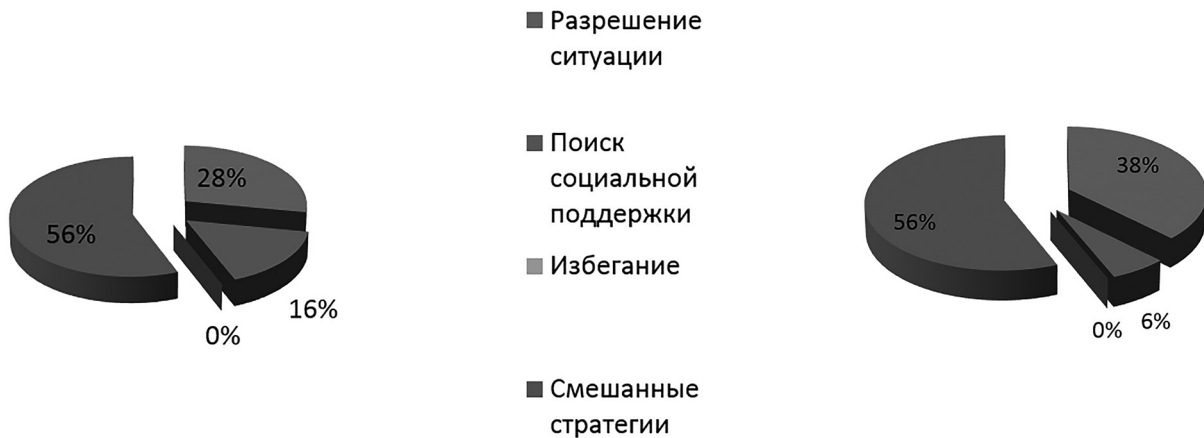 28%
56%
16%
0%
Разрешение
ситуации
Поиск
социальной
поддержки
Избегание
Смешанные
стратегии
38%
56%
6%
0%